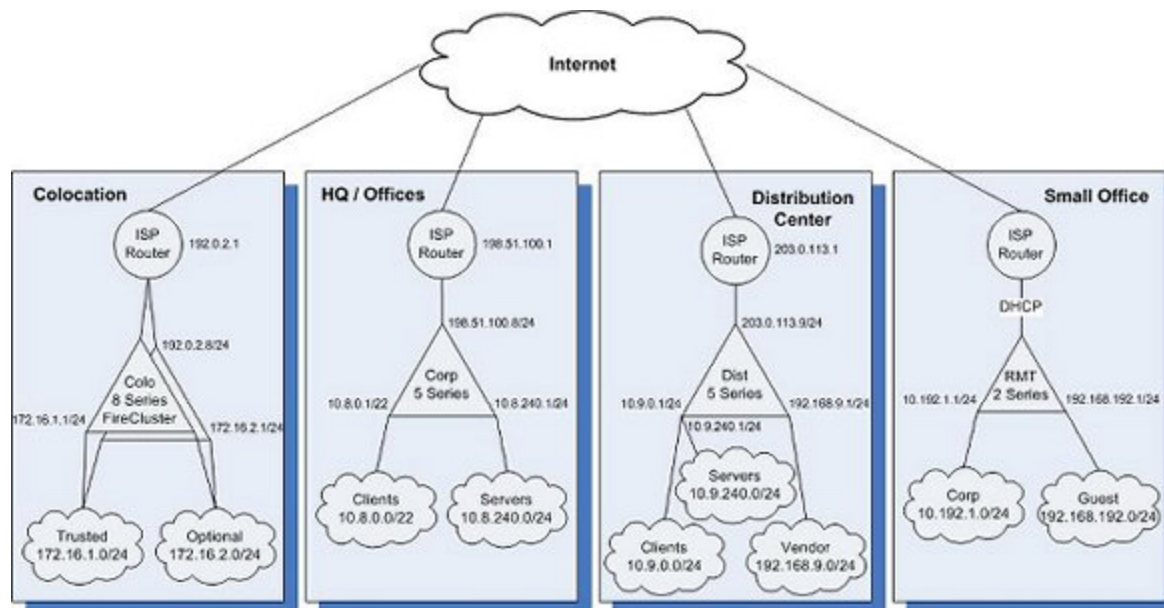 Internet
Colocation
ISP
Router
192.0.2.1
192.0.2.8/24
Colo
8 Series
FireCluster
172.16.1.1/24
172.16.2.1/24
Trusted
172.16.1.0/24
Optional
172.16.2.0/24
HQ / Offices
ISP
Router
198.51.100.1
198.51.100.8/24
Corp
5 Series
10.8.0.1/22
10.8.240.1/24
Clients
10.8.0.0/22
Servers
10.8.240.0/24
Distribution
Center
ISP
Router
203.0.113.1
203.0.113.9/24
Dist
5 Series
10.9.0.1/24
192.168.9.1/24
10.9.240.1/24
Servers
10.9.240.0/24
Clients
10.9.0.0/24
Vendor
192.168.9.0/24
Small Office
ISP
Router
DHCP
RMT
2 Series
10.192.1.1/24
192.168.192.1/24
Corp
10.192.1.0/24
Guest
192.168.192.0/24